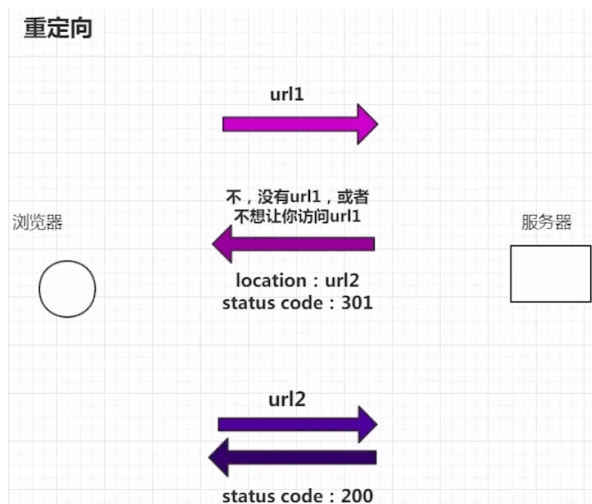 重定向
url1
不，没有url1，或者
不想让你访问url1
浏览器
服务器
location：url2
status code：301
url2
status code：200